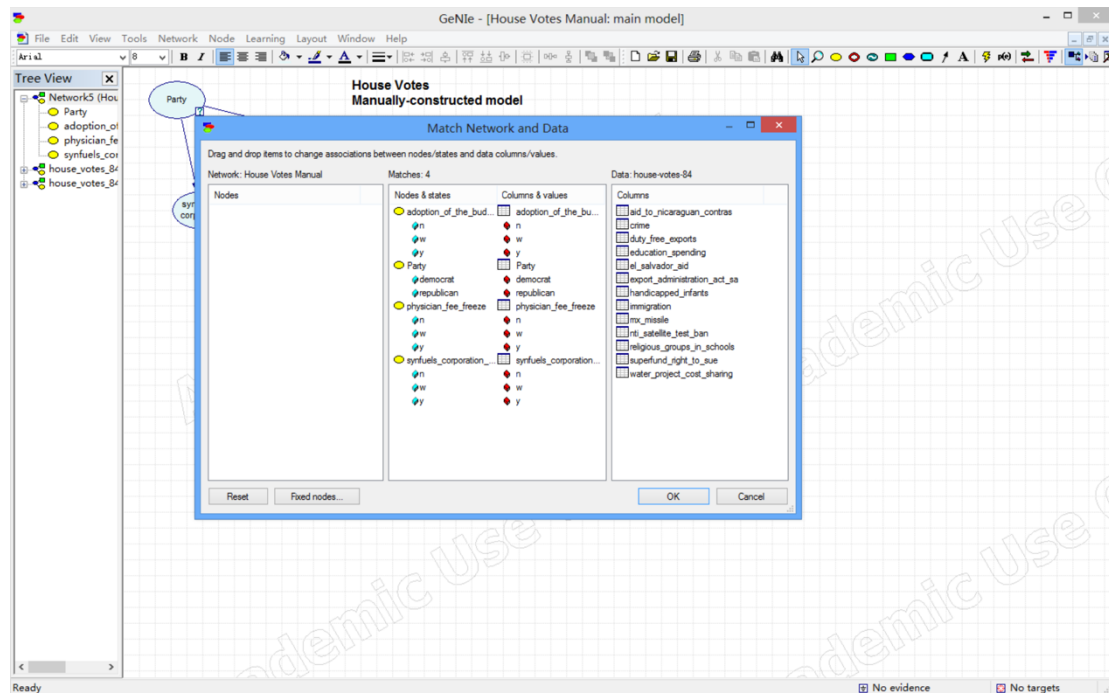 GeNIe - [House Votes Manual: main model]
File Edit View Tools Network Node Learning Layout Window Help
Arial 8 B I A A
Tree View
Network5 (Hou
Party
adoption_of
physician_fe
synfuels_cor
house_votes_84
house_votes_84
Party
House Votes
Manually-constructed model
syr
corp
Match Network and Data
Drag and drop items to change associations between nodes/states and data columns/values.
Network: House Votes Manual Matches: 4 Data: house-votes-84
Nodes Nodes & states Columns & values Columns
adoption_of_the_bud... adoption_of_the_bu... aid_to_nicaraguan_contras
n n crime
w w duty_free_exports
y y education_spending
Party Party el_salvador_aid
democrat democrat export_administration_act_sa
republican republican handicapped_infants
physician_fee_freeze physician_fee_freeze immigration
n n mx_missile
w w nti_satellite_test_ban
y y religious_groups_in_schools
synfuels_corporation_... synfuels_corporation... superfund_right_to_sue
n n water_project_cost_sharing
w w
y y
Reset Fixed nodes... OK Cancel
Academic Use
Ready No evidence No targets